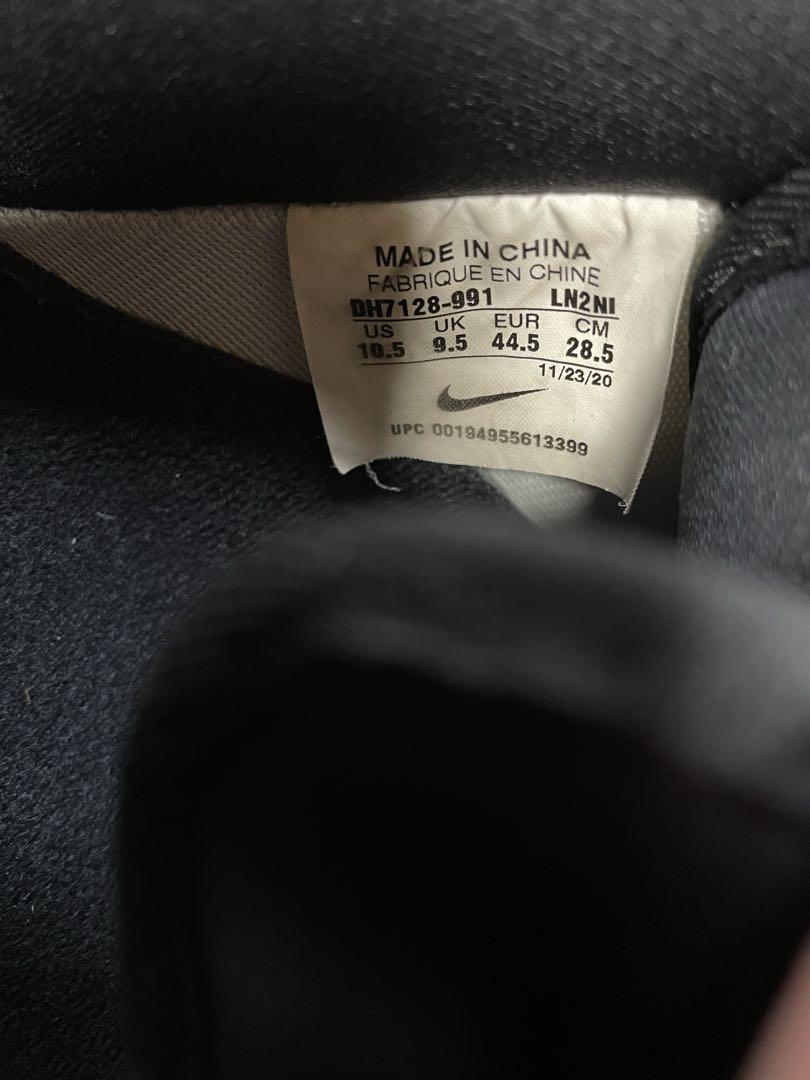 MADE IN CHINA
FABRIQUE EN CHINE
DH7128-991 LN2NI
US UK EUR CM
10.5 9.5 44.5 28.5
11/23/20
UPC 00194955613399